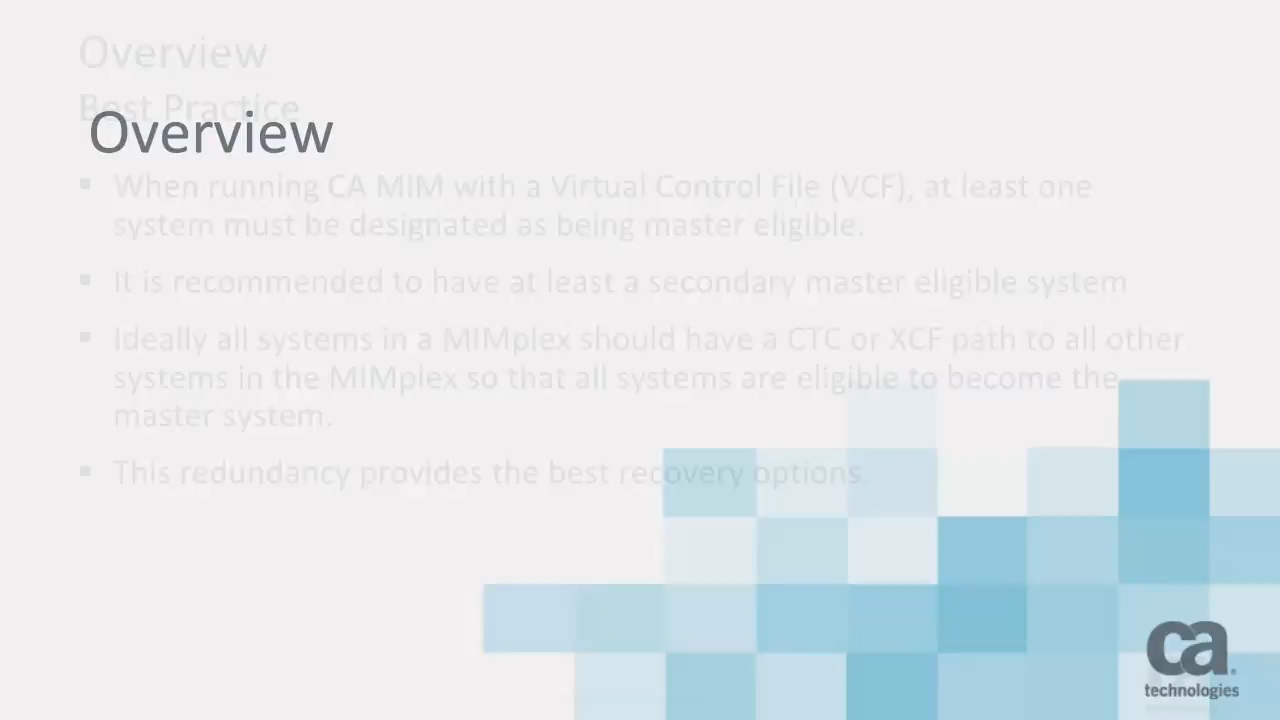 Overview
Best Practice
Overview
▪ When running CA MIM with a Virtual Control File (VCF), at least one
system must be designated as being master eligible.
▪ It is recommended to have at least a secondary master eligible system
▪ Ideally all systems in a MIMplex should have a CTC or XCF path to all other
systems in the MIMplex so that all systems are eligible to become the
master system.
▪ This redundancy provides the best recovery options.
ca
technologies